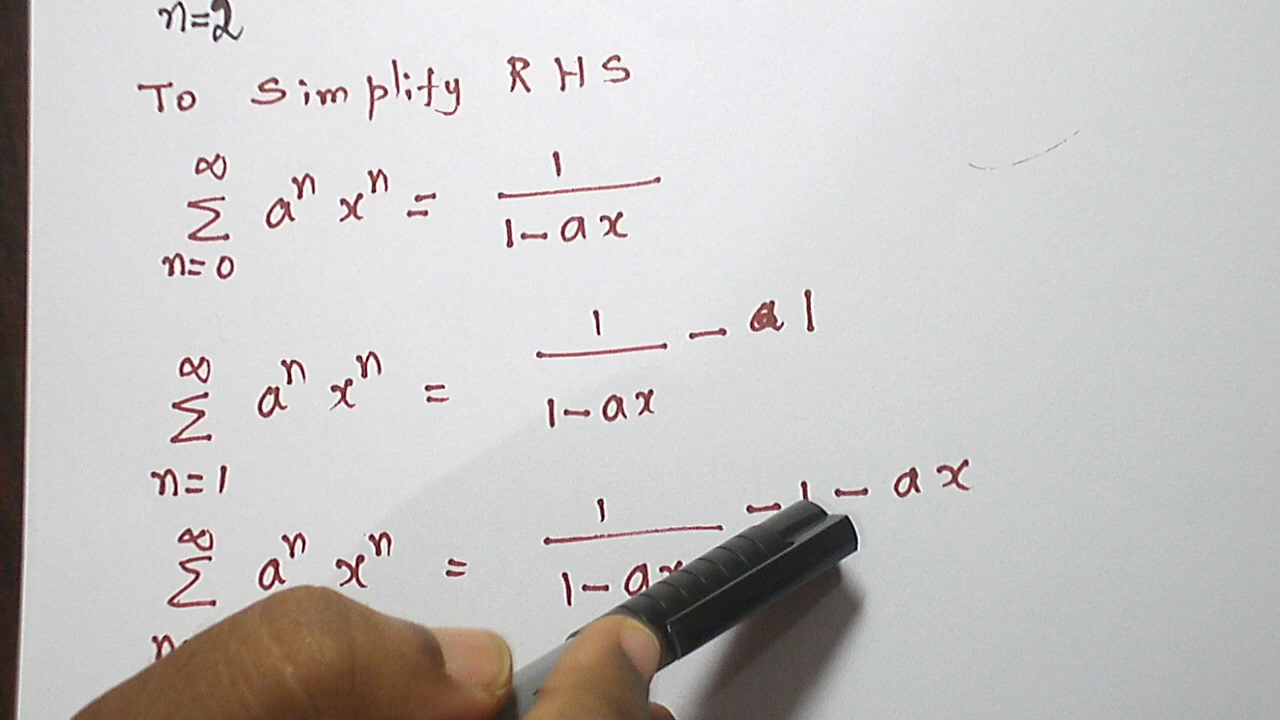 n=2
To Simplify RHS
∞
∑ aⁿ xⁿ = 1/(1-ax)
n=0
∞
∑ aⁿ xⁿ = 1/(1-ax) - 1
n=1
∞
∑ aⁿ xⁿ = 1/(1-ax) - 1 - ax